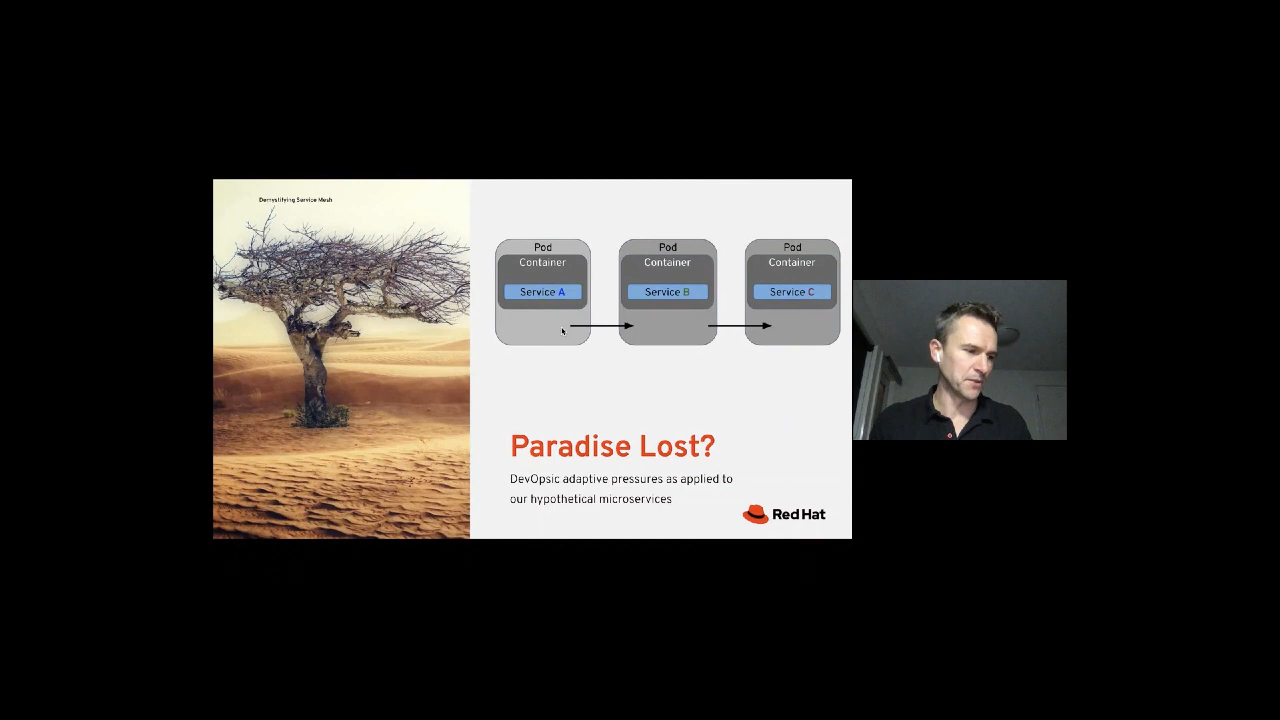 Demystifying Service Mesh
Pod
Container
Service A
Pod
Container
Service B
Pod
Container
Service C
Paradise Lost?
DevOpsic adaptive pressures as applied to
our hypothetical microservices
Red Hat